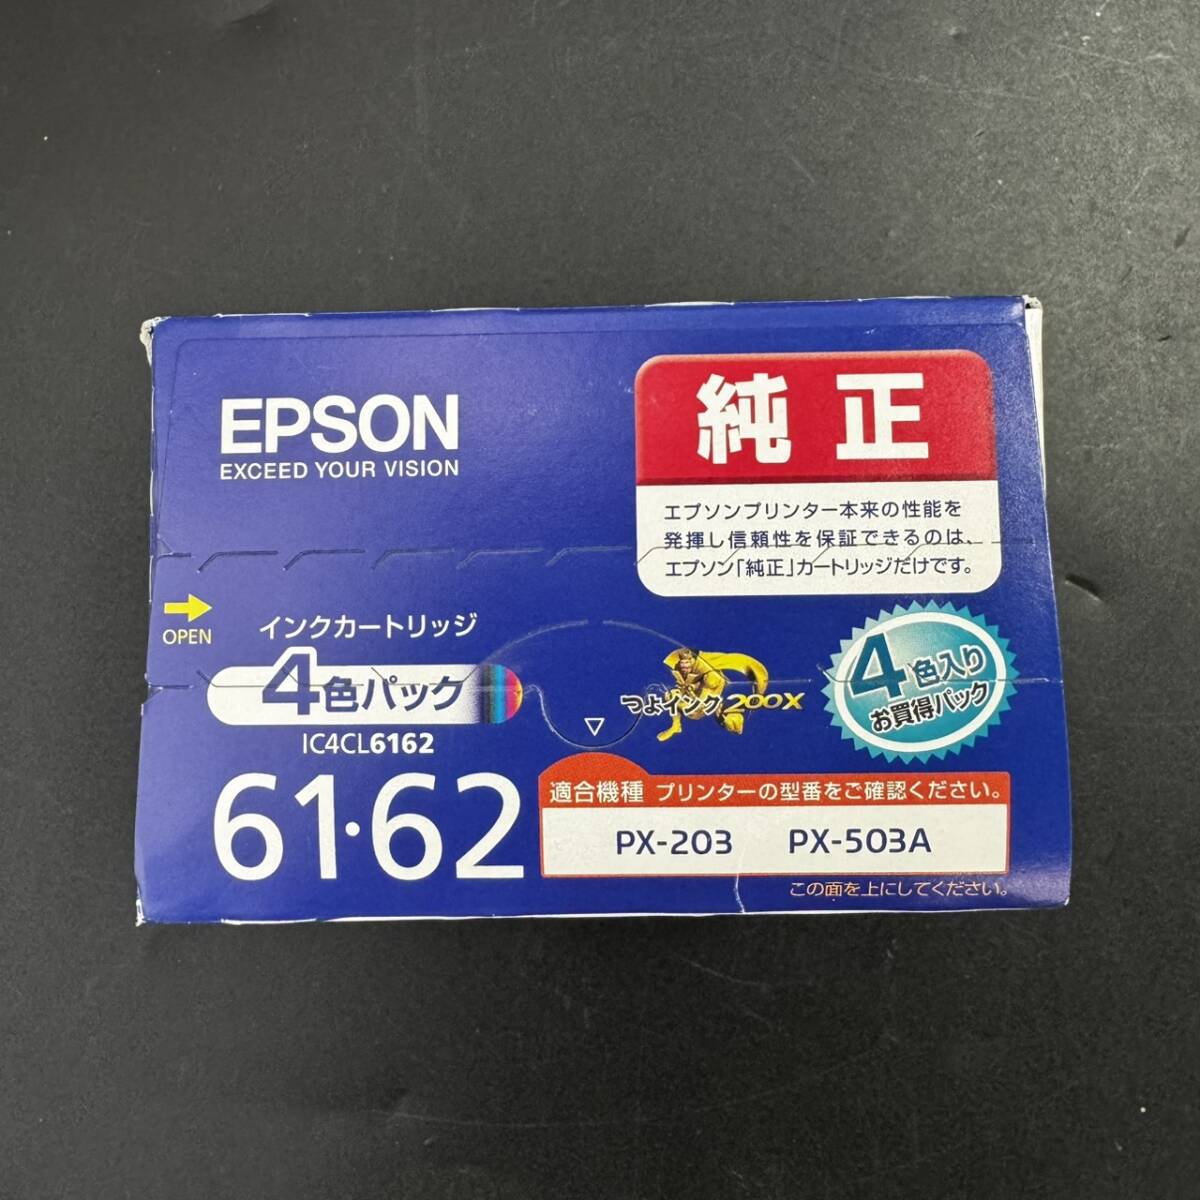 EPSON
EXCEED YOUR VISION
純正
エプソンプリンター本来の性能を
発揮し信頼性を保証できるのは、
エプソン「純正」カートリッジだけです。
OPEN
インクカートリッジ
4色パック
IC4CL6162
61・62
つよインク200X
4色入り
お買得パック
適合機種 プリンターの型番をご確認ください。
PX-203 PX-503A
この面を上にしてください。